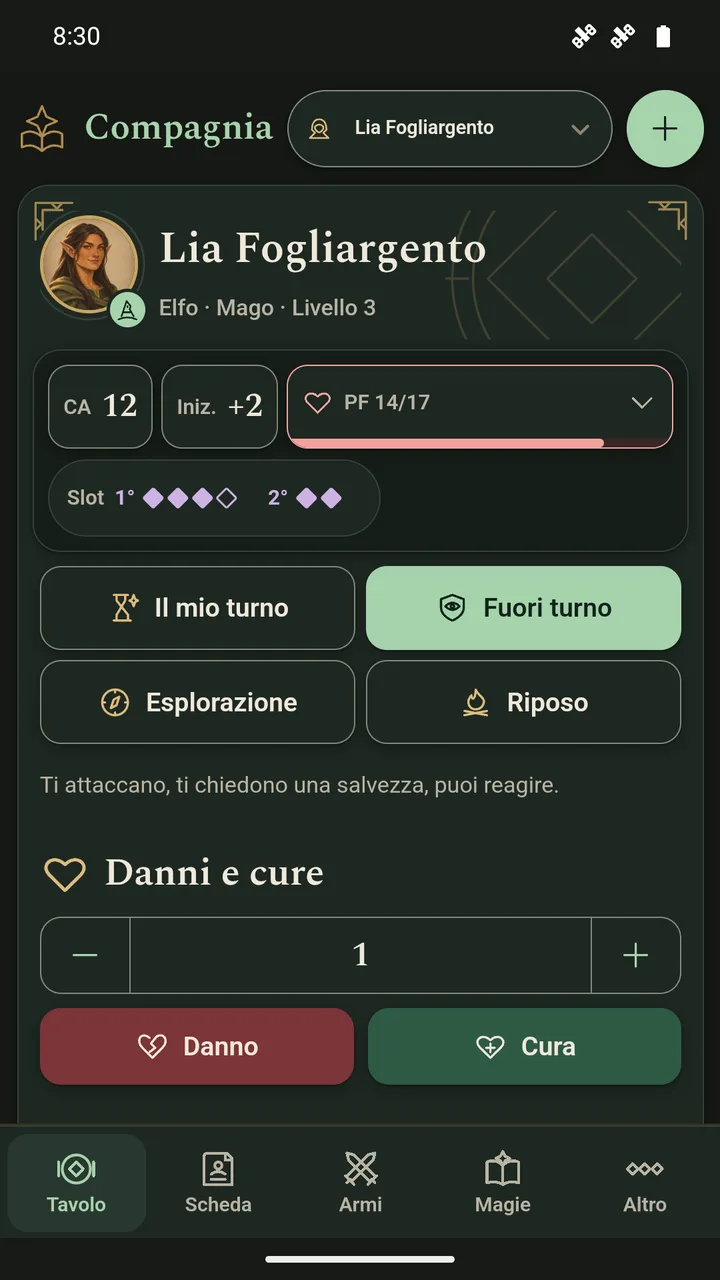 8:30
Compagnia
Lia Fogliargento
Lia Fogliargento
Elfo · Mago · Livello 3
CA 12
Iniz. +2
PF 14/17
Slot 1° 2°
Il mio turno
Fuori turno
Esplorazione
Riposo
Ti attaccano, ti chiedono una salvezza, puoi reagire.
Danni e cure
1
Danno
Cura
Tavolo
Scheda
Armi
Magie
Altro